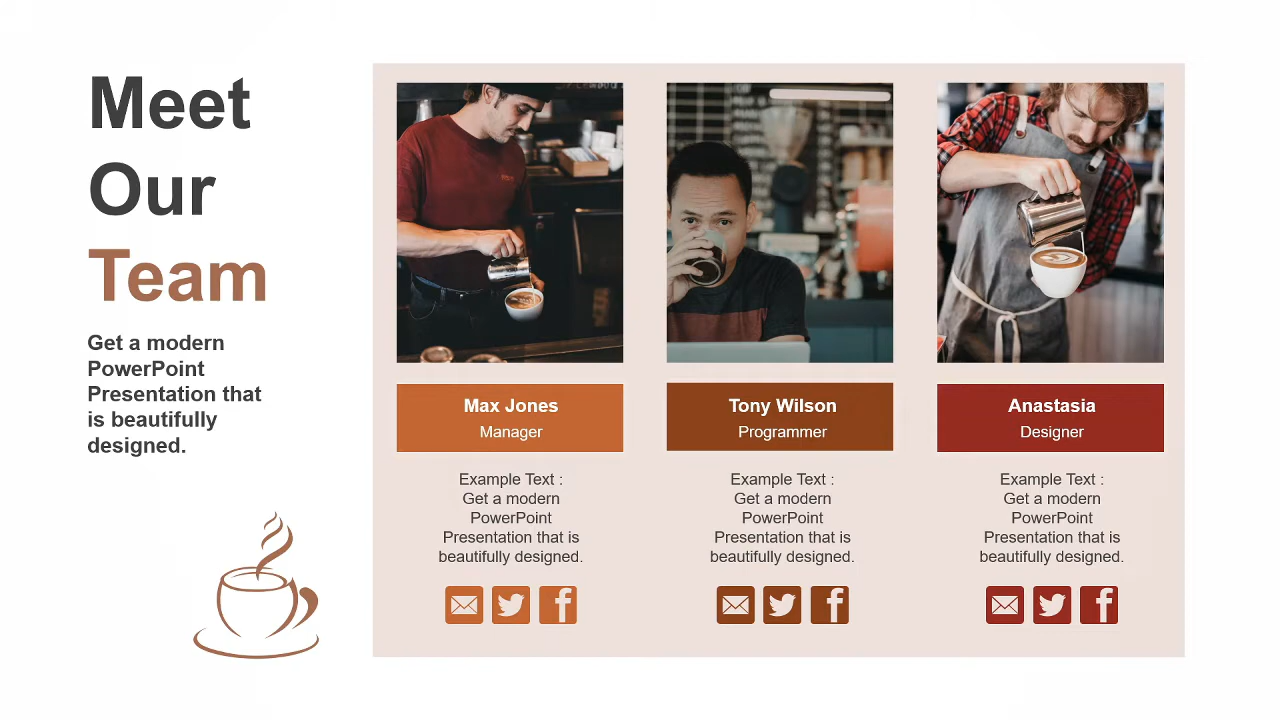 Meet
Our
Team
Get a modern
PowerPoint
Presentation that
is beautifully
designed.
Max Jones
Manager
Example Text :
Get a modern
PowerPoint
Presentation that is
beautifully designed.
Tony Wilson
Programmer
Example Text :
Get a modern
PowerPoint
Presentation that is
beautifully designed.
Anastasia
Designer
Example Text :
Get a modern
PowerPoint
Presentation that is
beautifully designed.